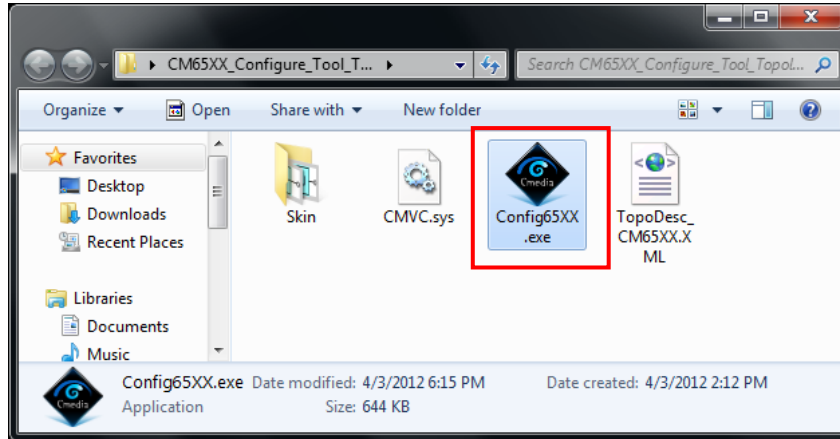 CM65XX_Configure_Tool_T...
Search CM65XX_Configure_Tool_Topol...
Organize Open Share with New folder
Favorites
Desktop
Downloads
Recent Places
Libraries
Documents
Music
Skin
CMVC.sys
Cmedia
Config65XX
.exe
TopoDesc_
CM65XX.X
ML
Cmedia
Config65XX.exe Date modified: 4/3/2012 6:15 PM Date created: 4/3/2012 2:12 PM
Application Size: 644 KB